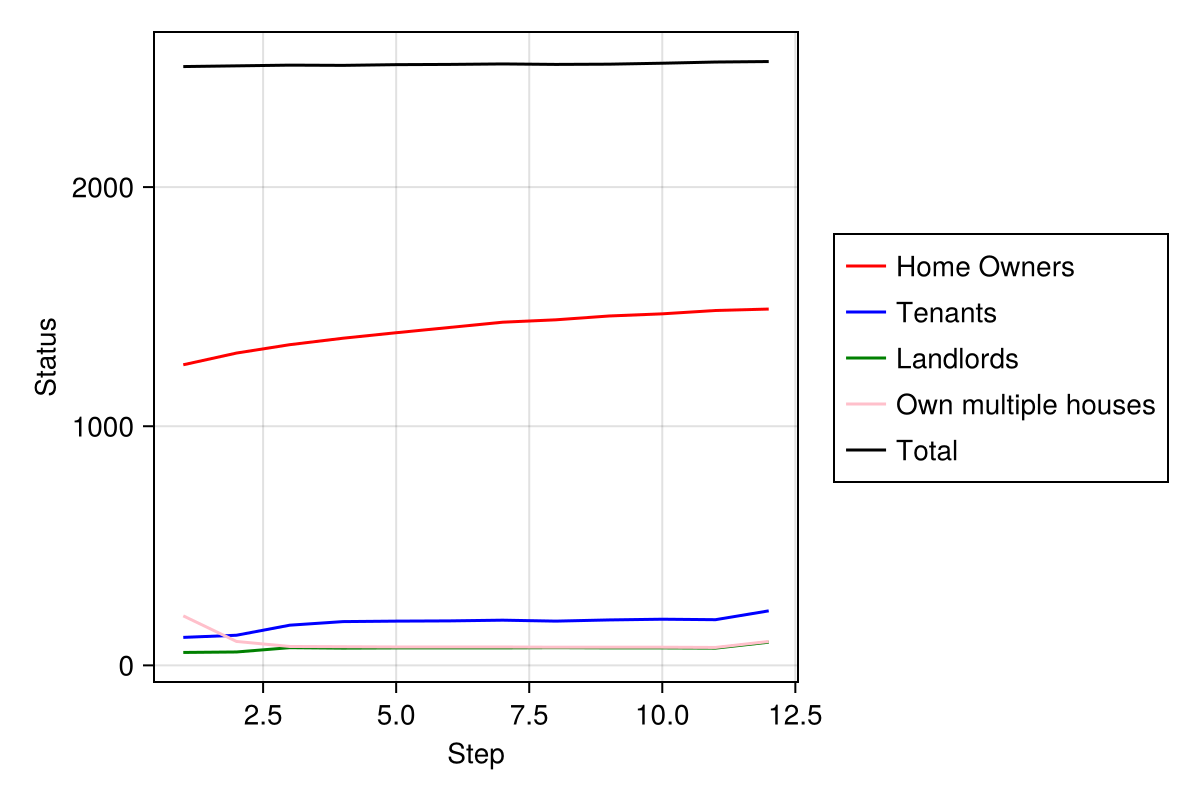 2000
1000
0
Status
2.5 5.0 7.5 10.0 12.5
Step
Home Owners
Tenants
Landlords
Own multiple houses
Total